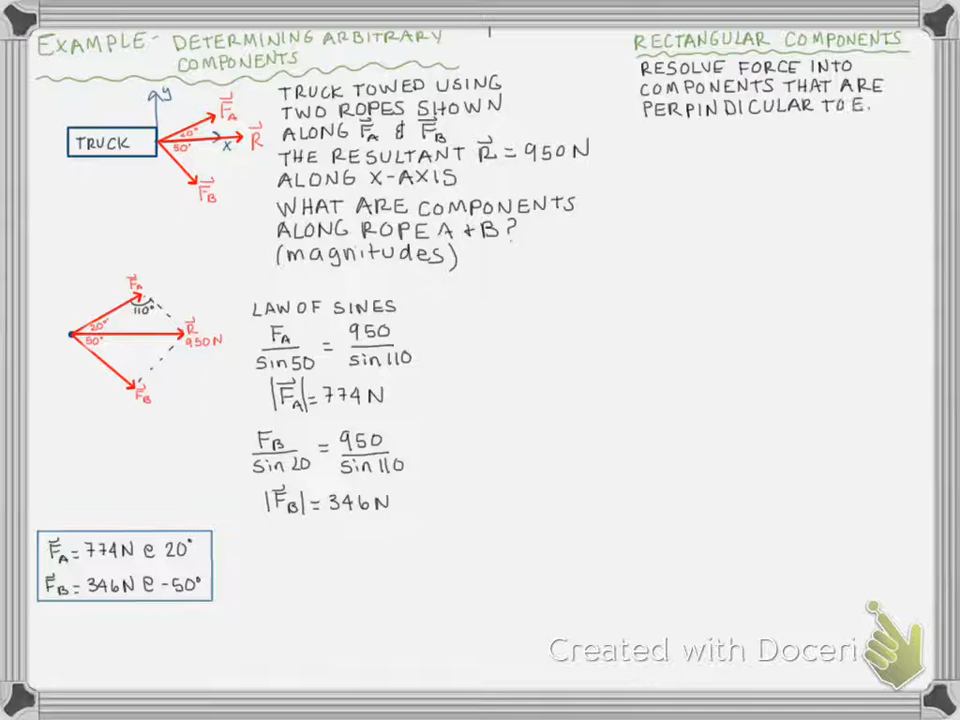 EXAMPLE- DETERMINING ARBITRARY
COMPONENTS
y
F_A
TRUCK
20°
50°
x
R
F_B
TRUCK TOWED USING
TWO ROPES SHOWN
ALONG F_A & F_B
THE RESULTANT R = 950N
ALONG X-AXIS
WHAT ARE COMPONENTS
ALONG ROPE A + B?
(magnitudes)
F_A
110°
20°
50°
R
950N
F_B
LAW OF SINES
F_A/sin50 = 950/sin110
|F_A| = 774N
F_B/sin20 = 950/sin110
|F_B| = 346N
F_A = 774N @ 20°
F_B = 346N @ -50°
RECTANGULAR COMPONENTS
RESOLVE FORCE INTO
COMPONENTS THAT ARE
PERPINDICULAR TO E.
Created with Doceri